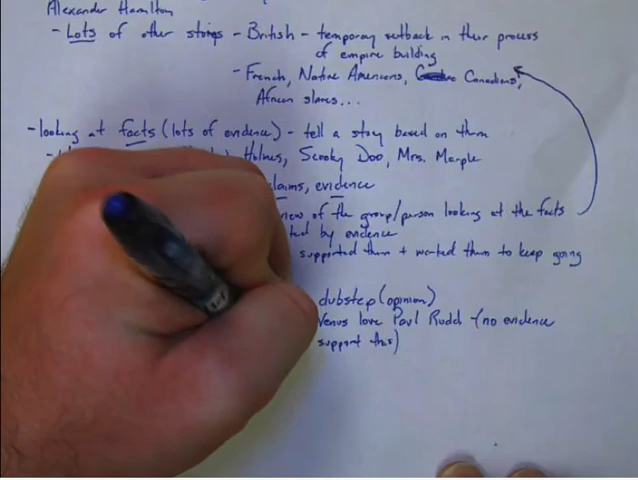 Alexander Hamilton
- Lots of other stories - British - temporary setback in their process
of empire building
- French, Native Americans, Canadians,
African slaves...
- looking at facts (lots of evidence) - tell a story based on them
Holmes, Scooby Doo, Mrs. Marple
claims, evidence
view of the group/person looking at the facts
by evidence
supported them + wanted them to keep going
dubstep (opinion)
Venus love Paul Rudd - (no evidence
support this)